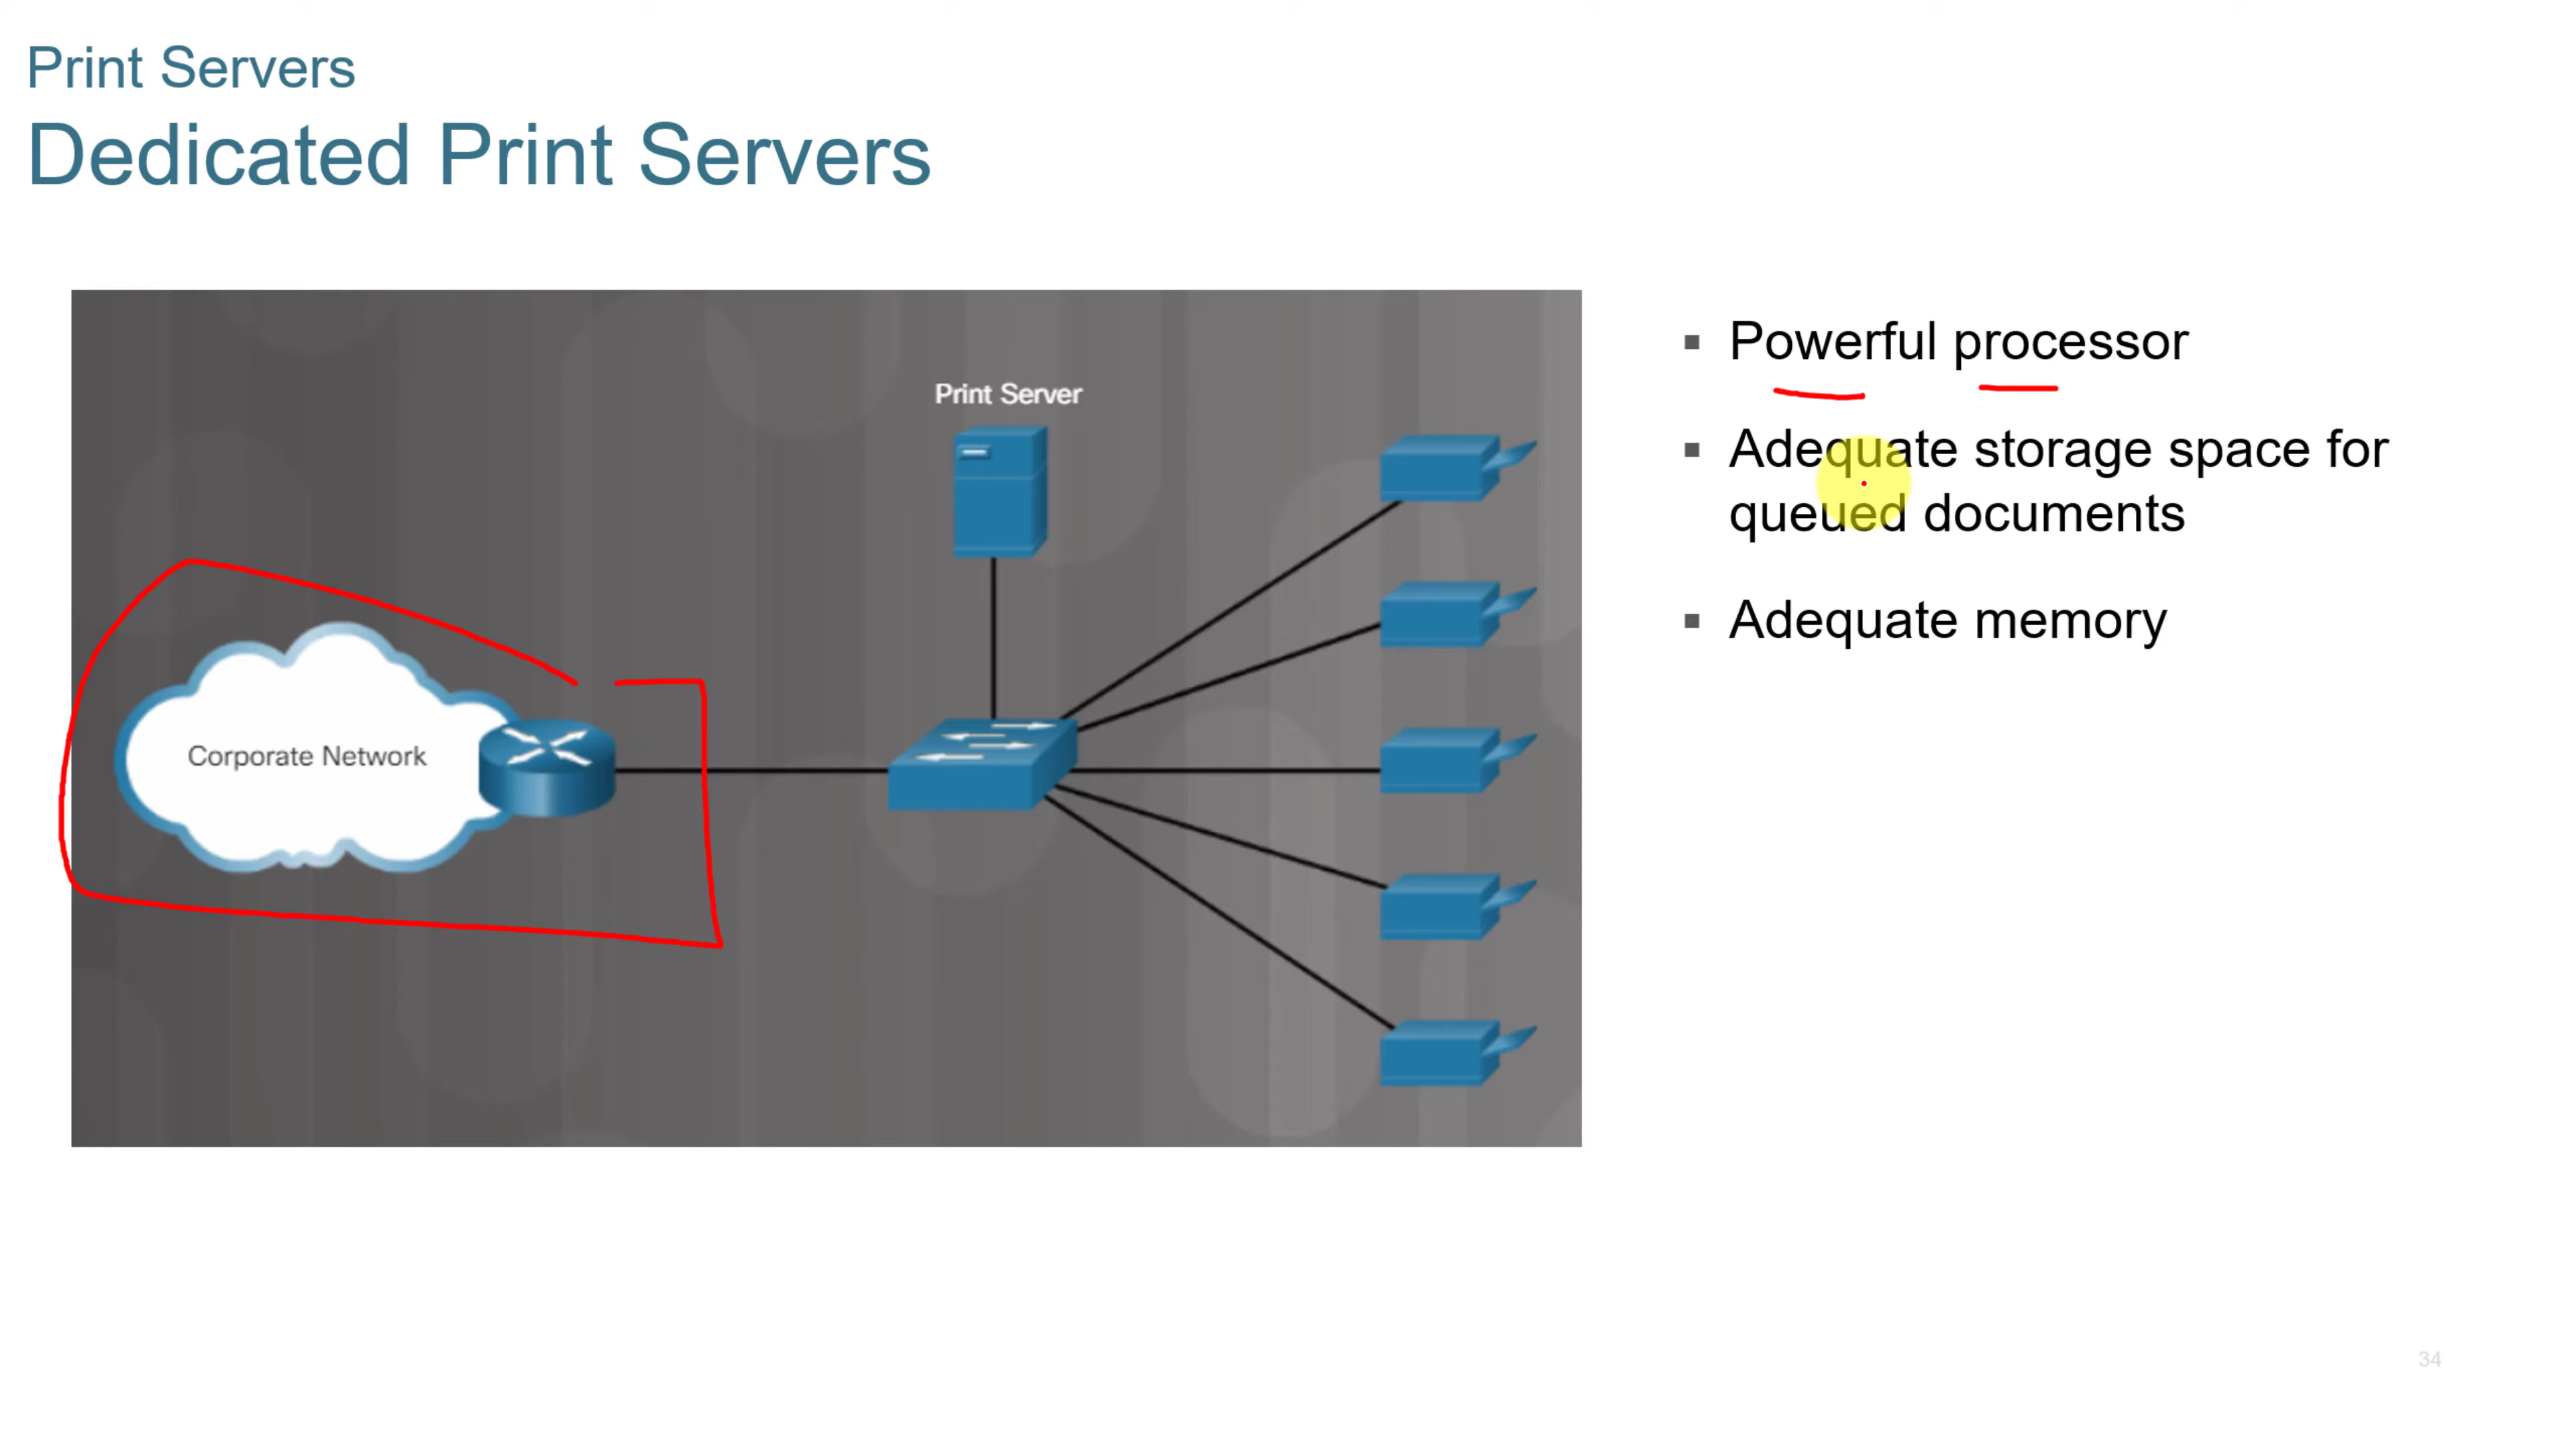 Print Servers
Dedicated Print Servers
Print Server
Corporate Network
Powerful processor
Adequate storage space for
queued documents
Adequate memory
34